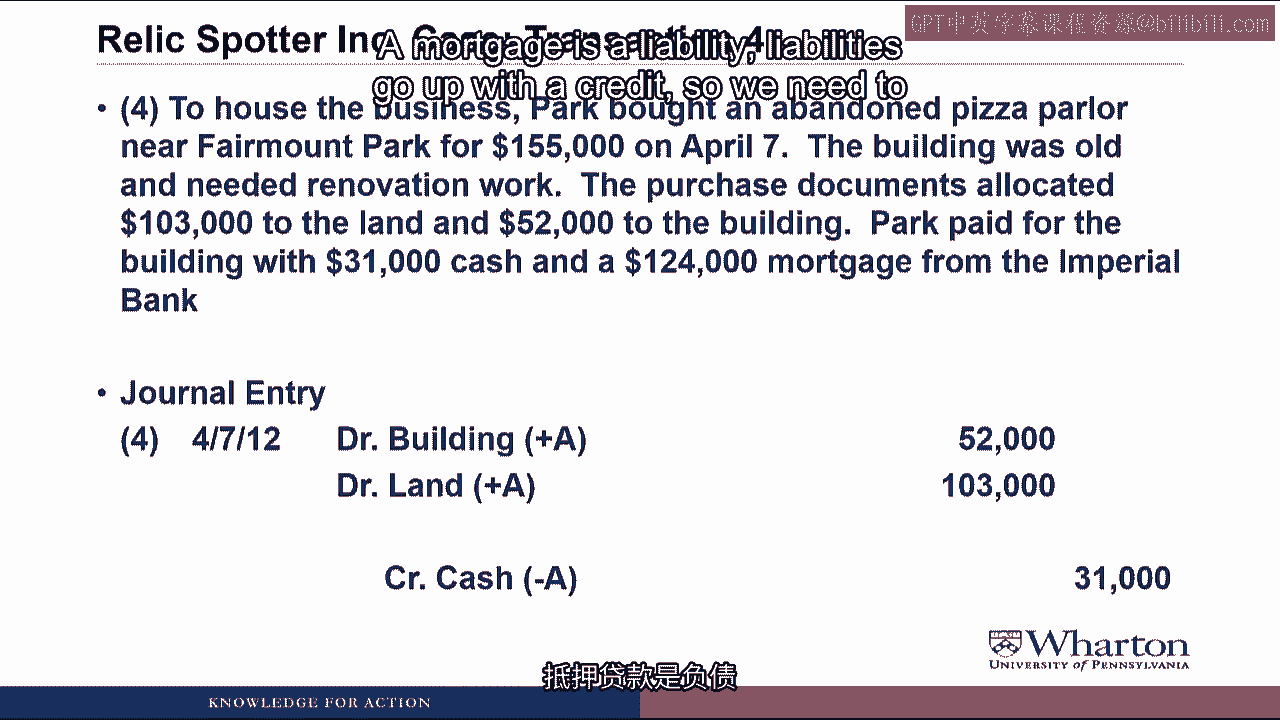 GPT中英字幕课程资源@bilibili.com
Relic Spotter Inc. Case: Transaction 4
A mortgage is a liability, liabilities
go up with a credit, so we need to
• (4) To house the business, Park bought an abandoned pizza parlor
near Fairmount Park for $155,000 on April 7. The building was old
and needed renovation work. The purchase documents allocated
$103,000 to the land and $52,000 to the building. Park paid for the
building with $31,000 cash and a $124,000 mortgage from the Imperial
Bank
• Journal Entry
(4) 4/7/12 Dr. Building (+A) 52,000
Dr. Land (+A) 103,000
Cr. Cash (-A) 31,000
Wharton
UNIVERSITY of PENNSYLVANIA
抵押贷款是负债
KNOWLEDGE FOR ACTION